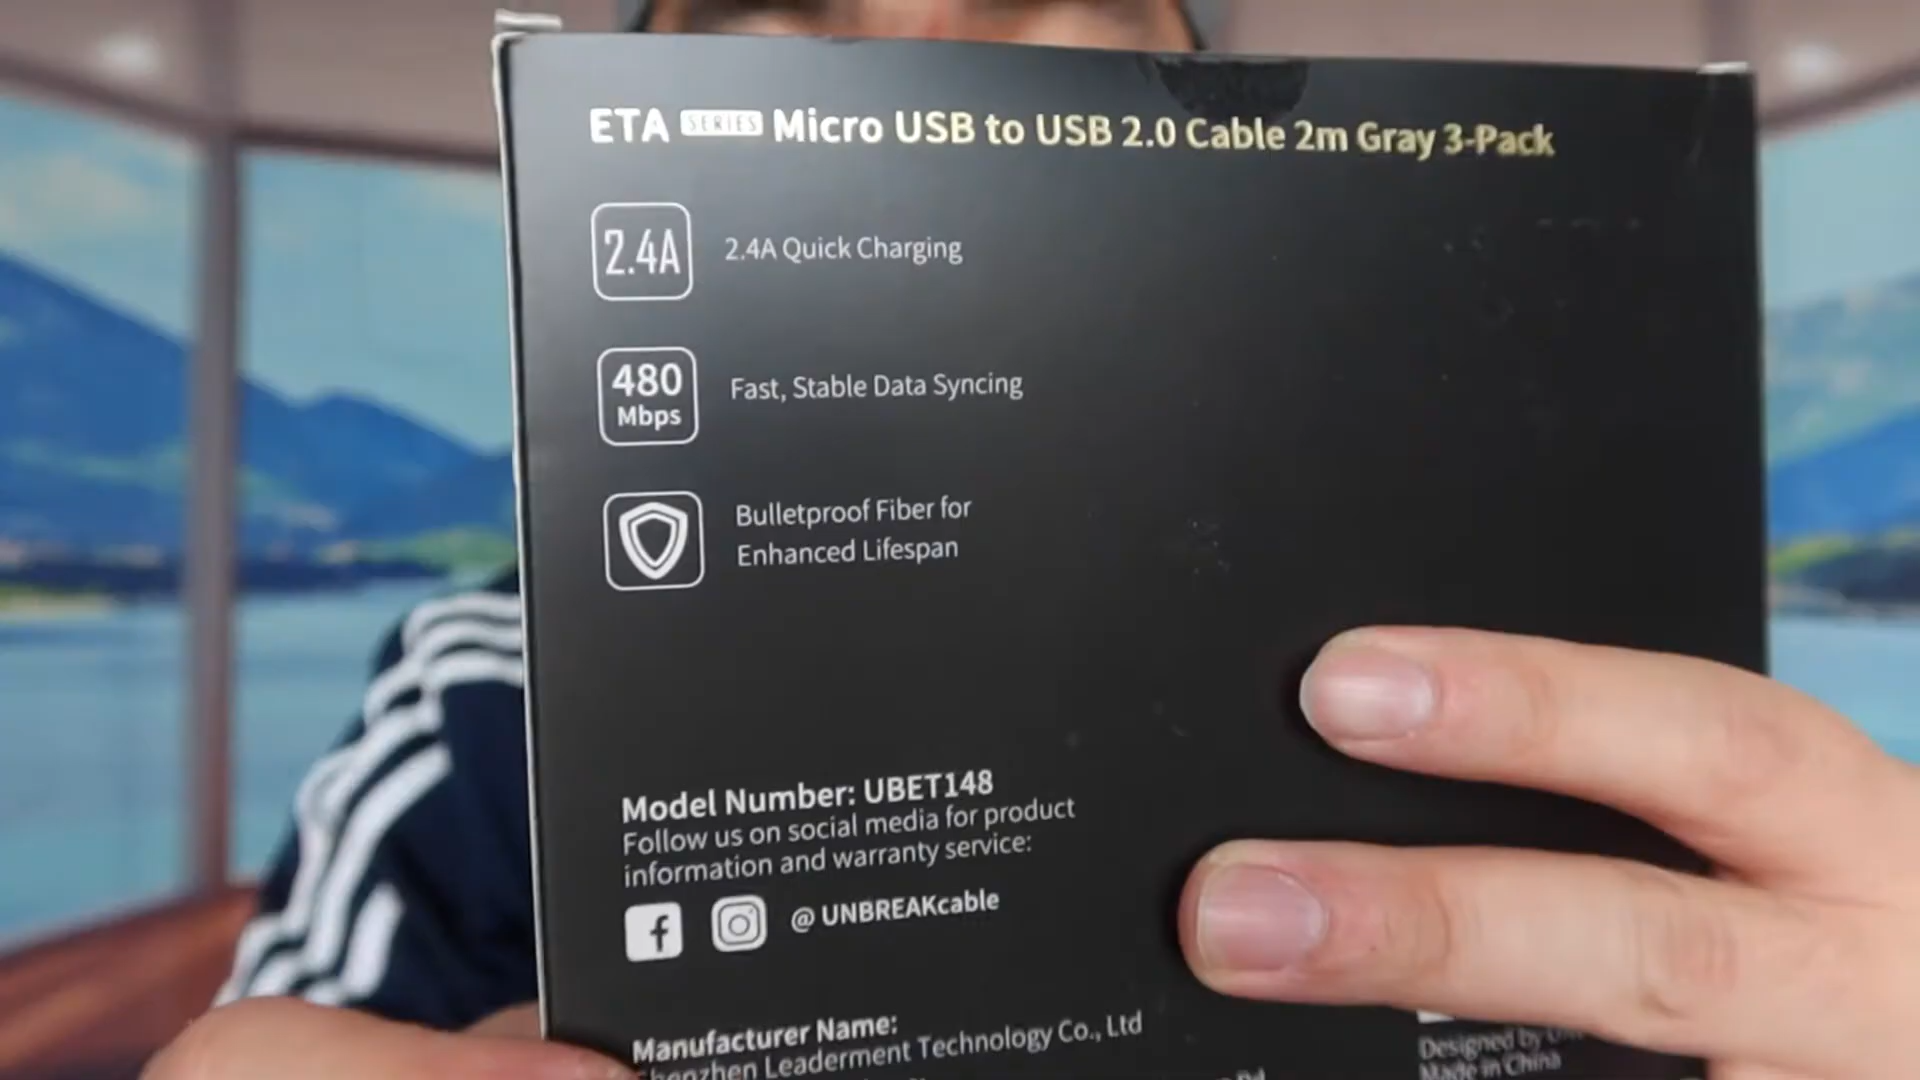 ETA SERIES Micro USB to USB 2.0 Cable 2m Gray 3-Pack
2.4A
2.4A Quick Charging
480
Mbps
Fast, Stable Data Syncing
Bulletproof Fiber for
Enhanced Lifespan
Model Number: UBET148
Follow us on social media for product
information and warranty service:
@ UNBREAKcable
Manufacturer Name:
Shenzhen Leaderment Technology Co., Ltd
Designed by
Made in China